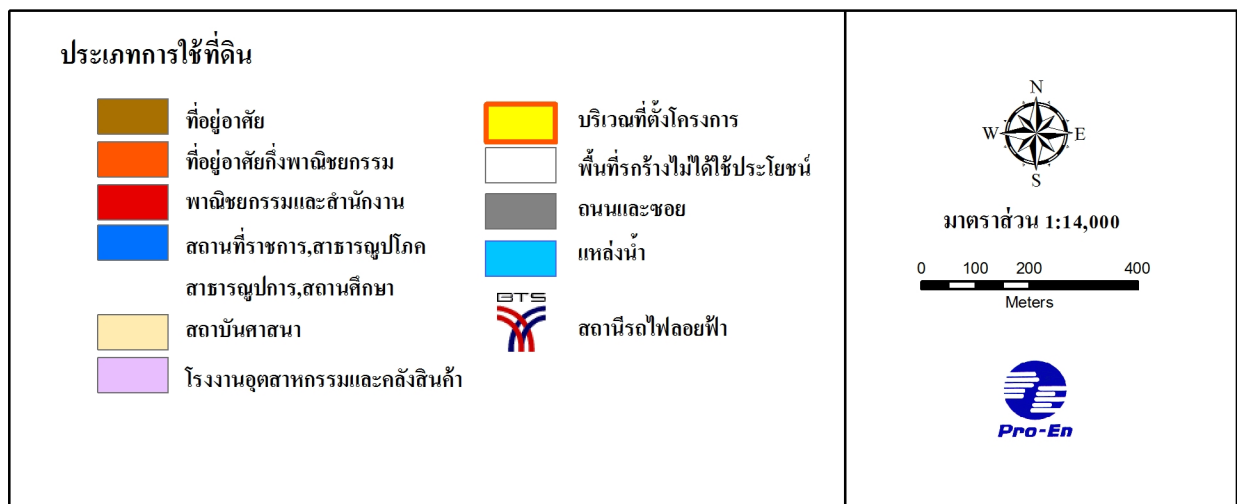 ประเภทการใช้ที่ดิน
ที่อยู่อาศัย
ที่อยู่อาศัยกึ่งพาณิชยกรรม
พาณิชยกรรมและสำนักงาน
สถานที่ราชการ,สาธารณูปโภค
สาธารณูปการ,สถานศึกษา
สถาบันศาสนา
โรงงานอุตสาหกรรมและคลังสินค้า
บริเวณที่ตั้งโครงการ
พื้นที่รกร้างไม่ได้ใช้ประโยชน์
ถนนและซอย
แหล่งน้ำ
BTS
สถานีรถไฟลอยฟ้า
N
W E
S
มาตราส่วน 1:14,000
0 100 200 400
Meters
Pro-En